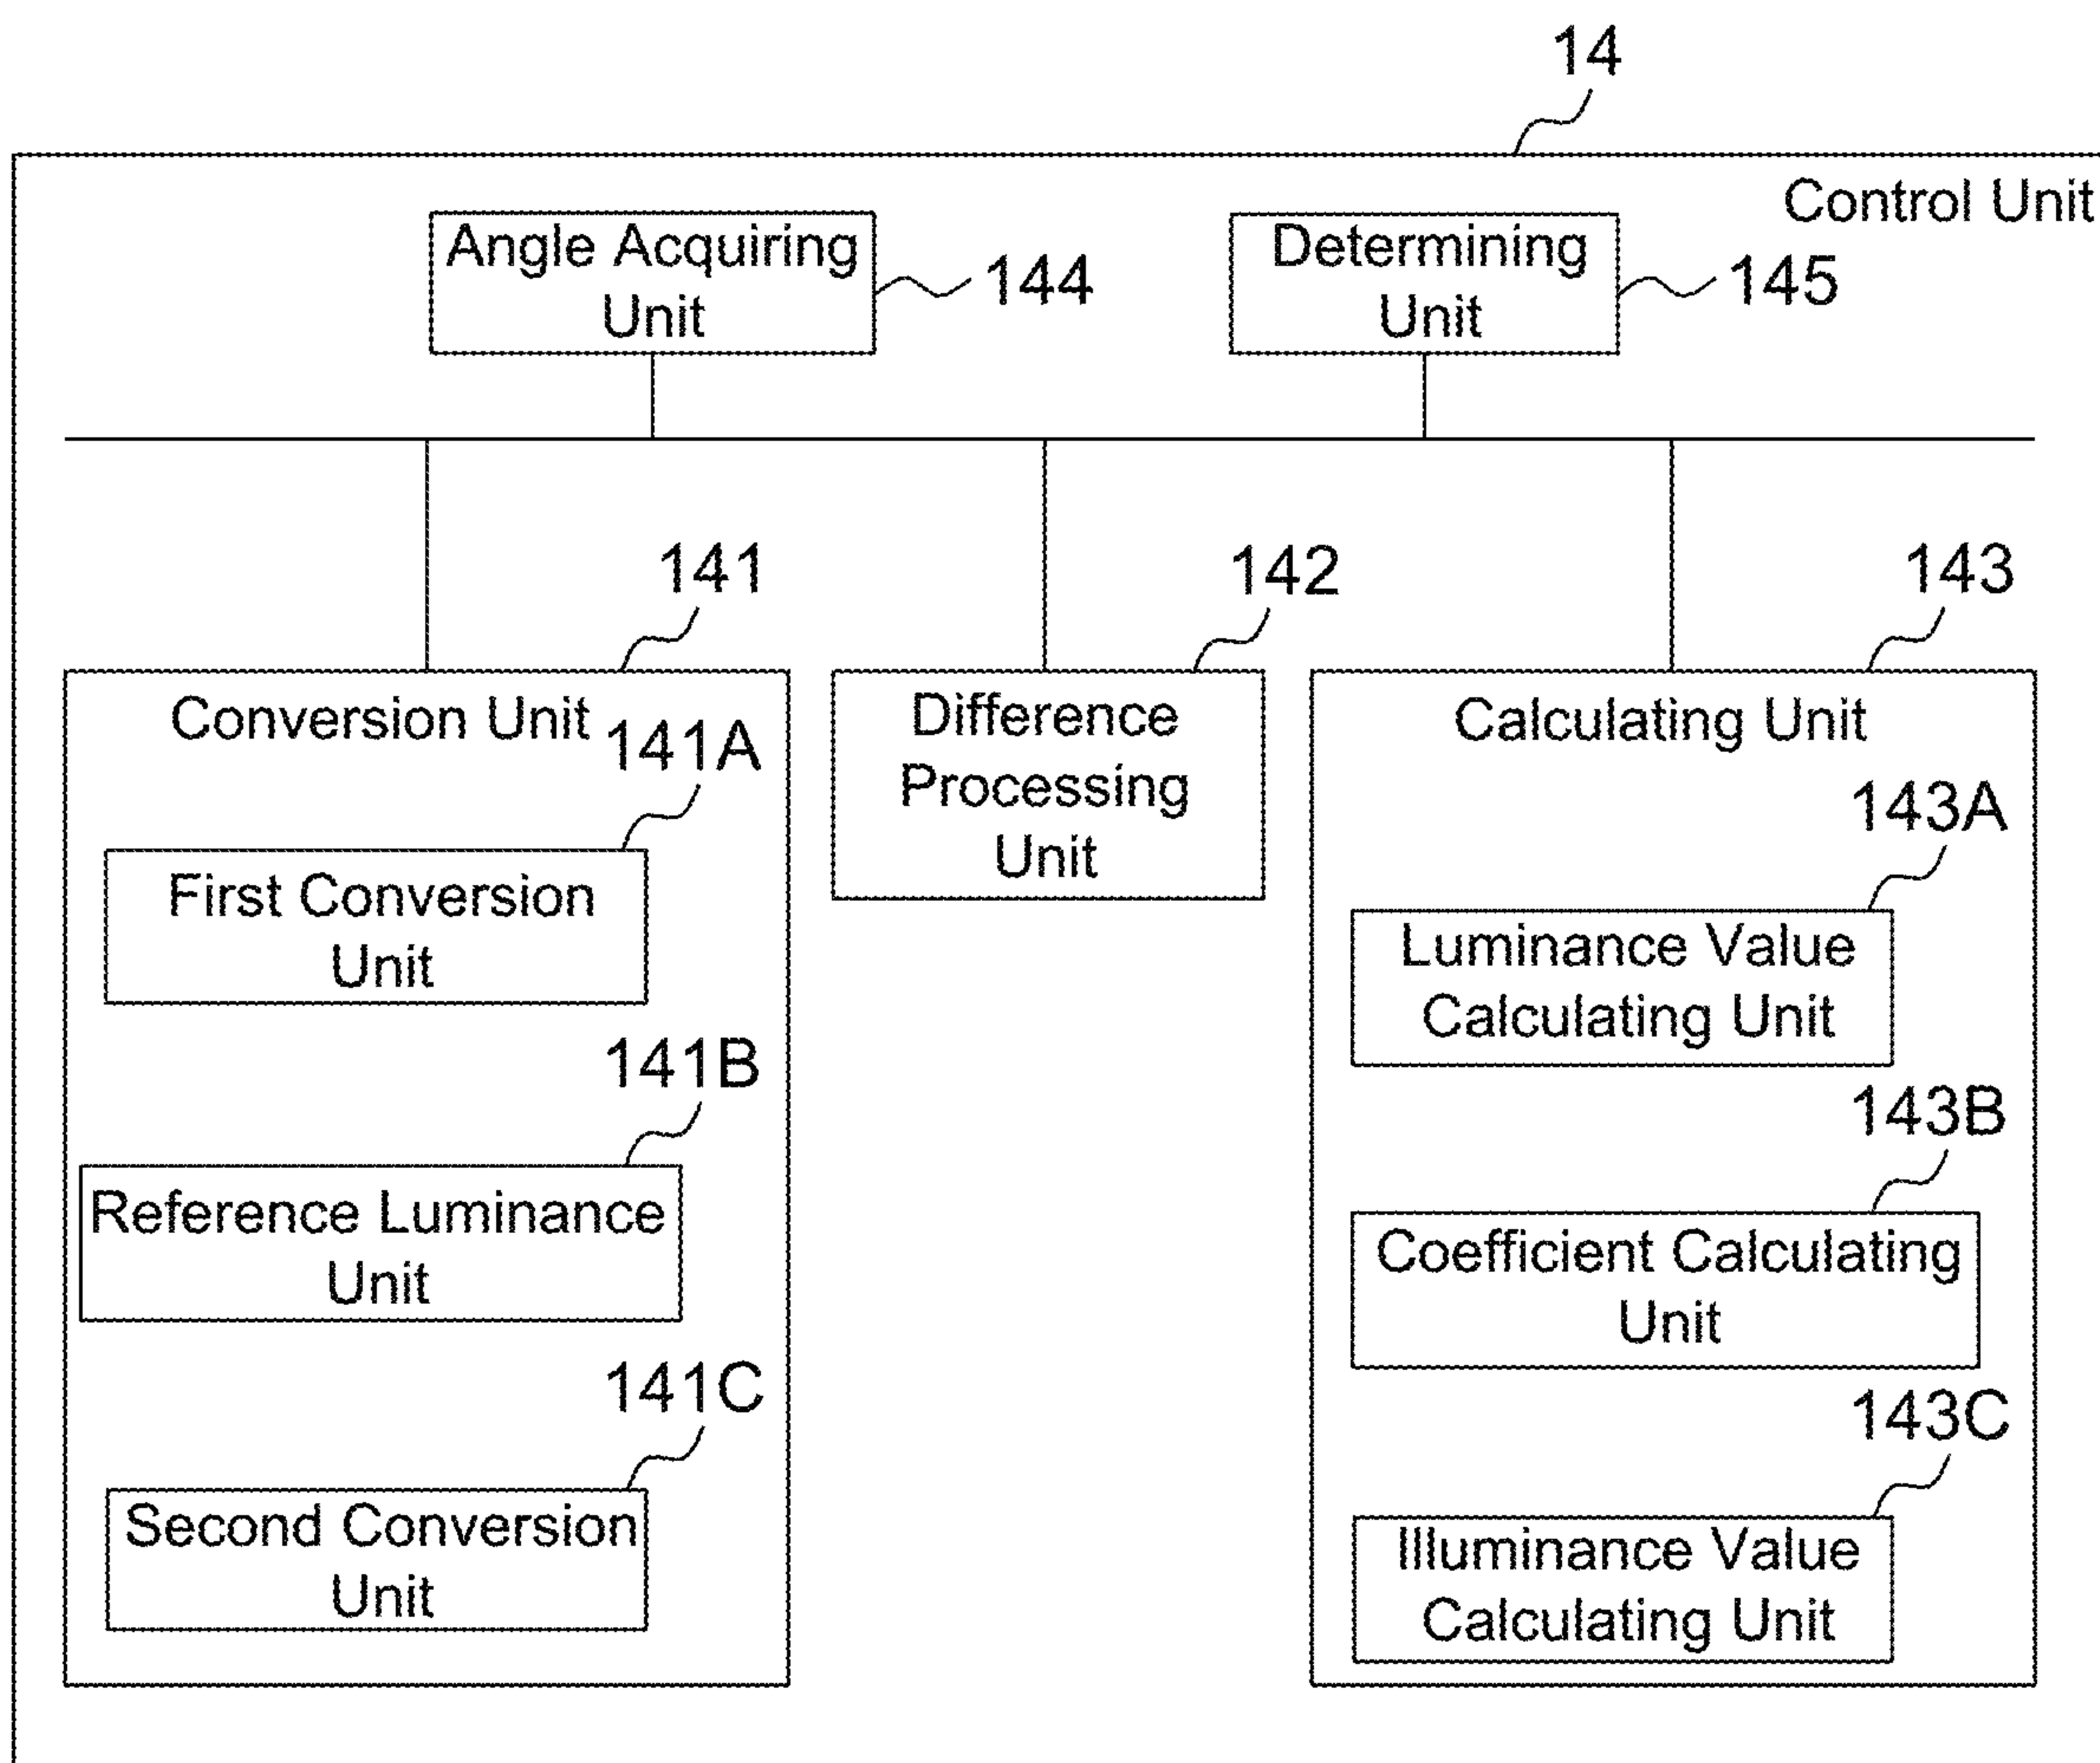 14
Control Unit
Angle Acquiring
Unit
144
Determining
Unit
145
141
142
143
Conversion Unit
141A
First Conversion
Unit
141B
Reference Luminance
Unit
141C
Second Conversion
Unit
Difference
Processing
Unit
Calculating Unit
143A
Luminance Value
Calculating Unit
143B
Coefficient Calculating
Unit
143C
Illuminance Value
Calculating Unit